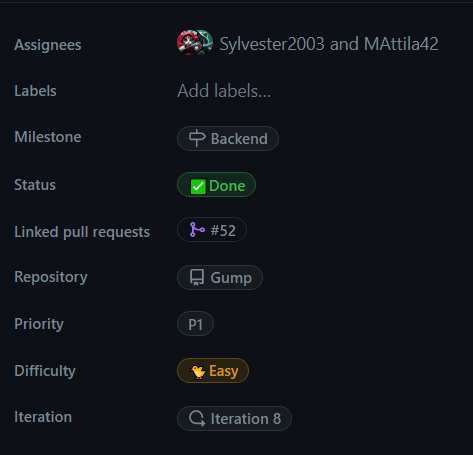 Assignees Sylvester2003 and MAttila42
Labels Add labels...
Milestone Backend
Status ✅ Done
Linked pull requests #52
Repository Gump
Priority P1
Difficulty 🐤 Easy
Iteration Iteration 8